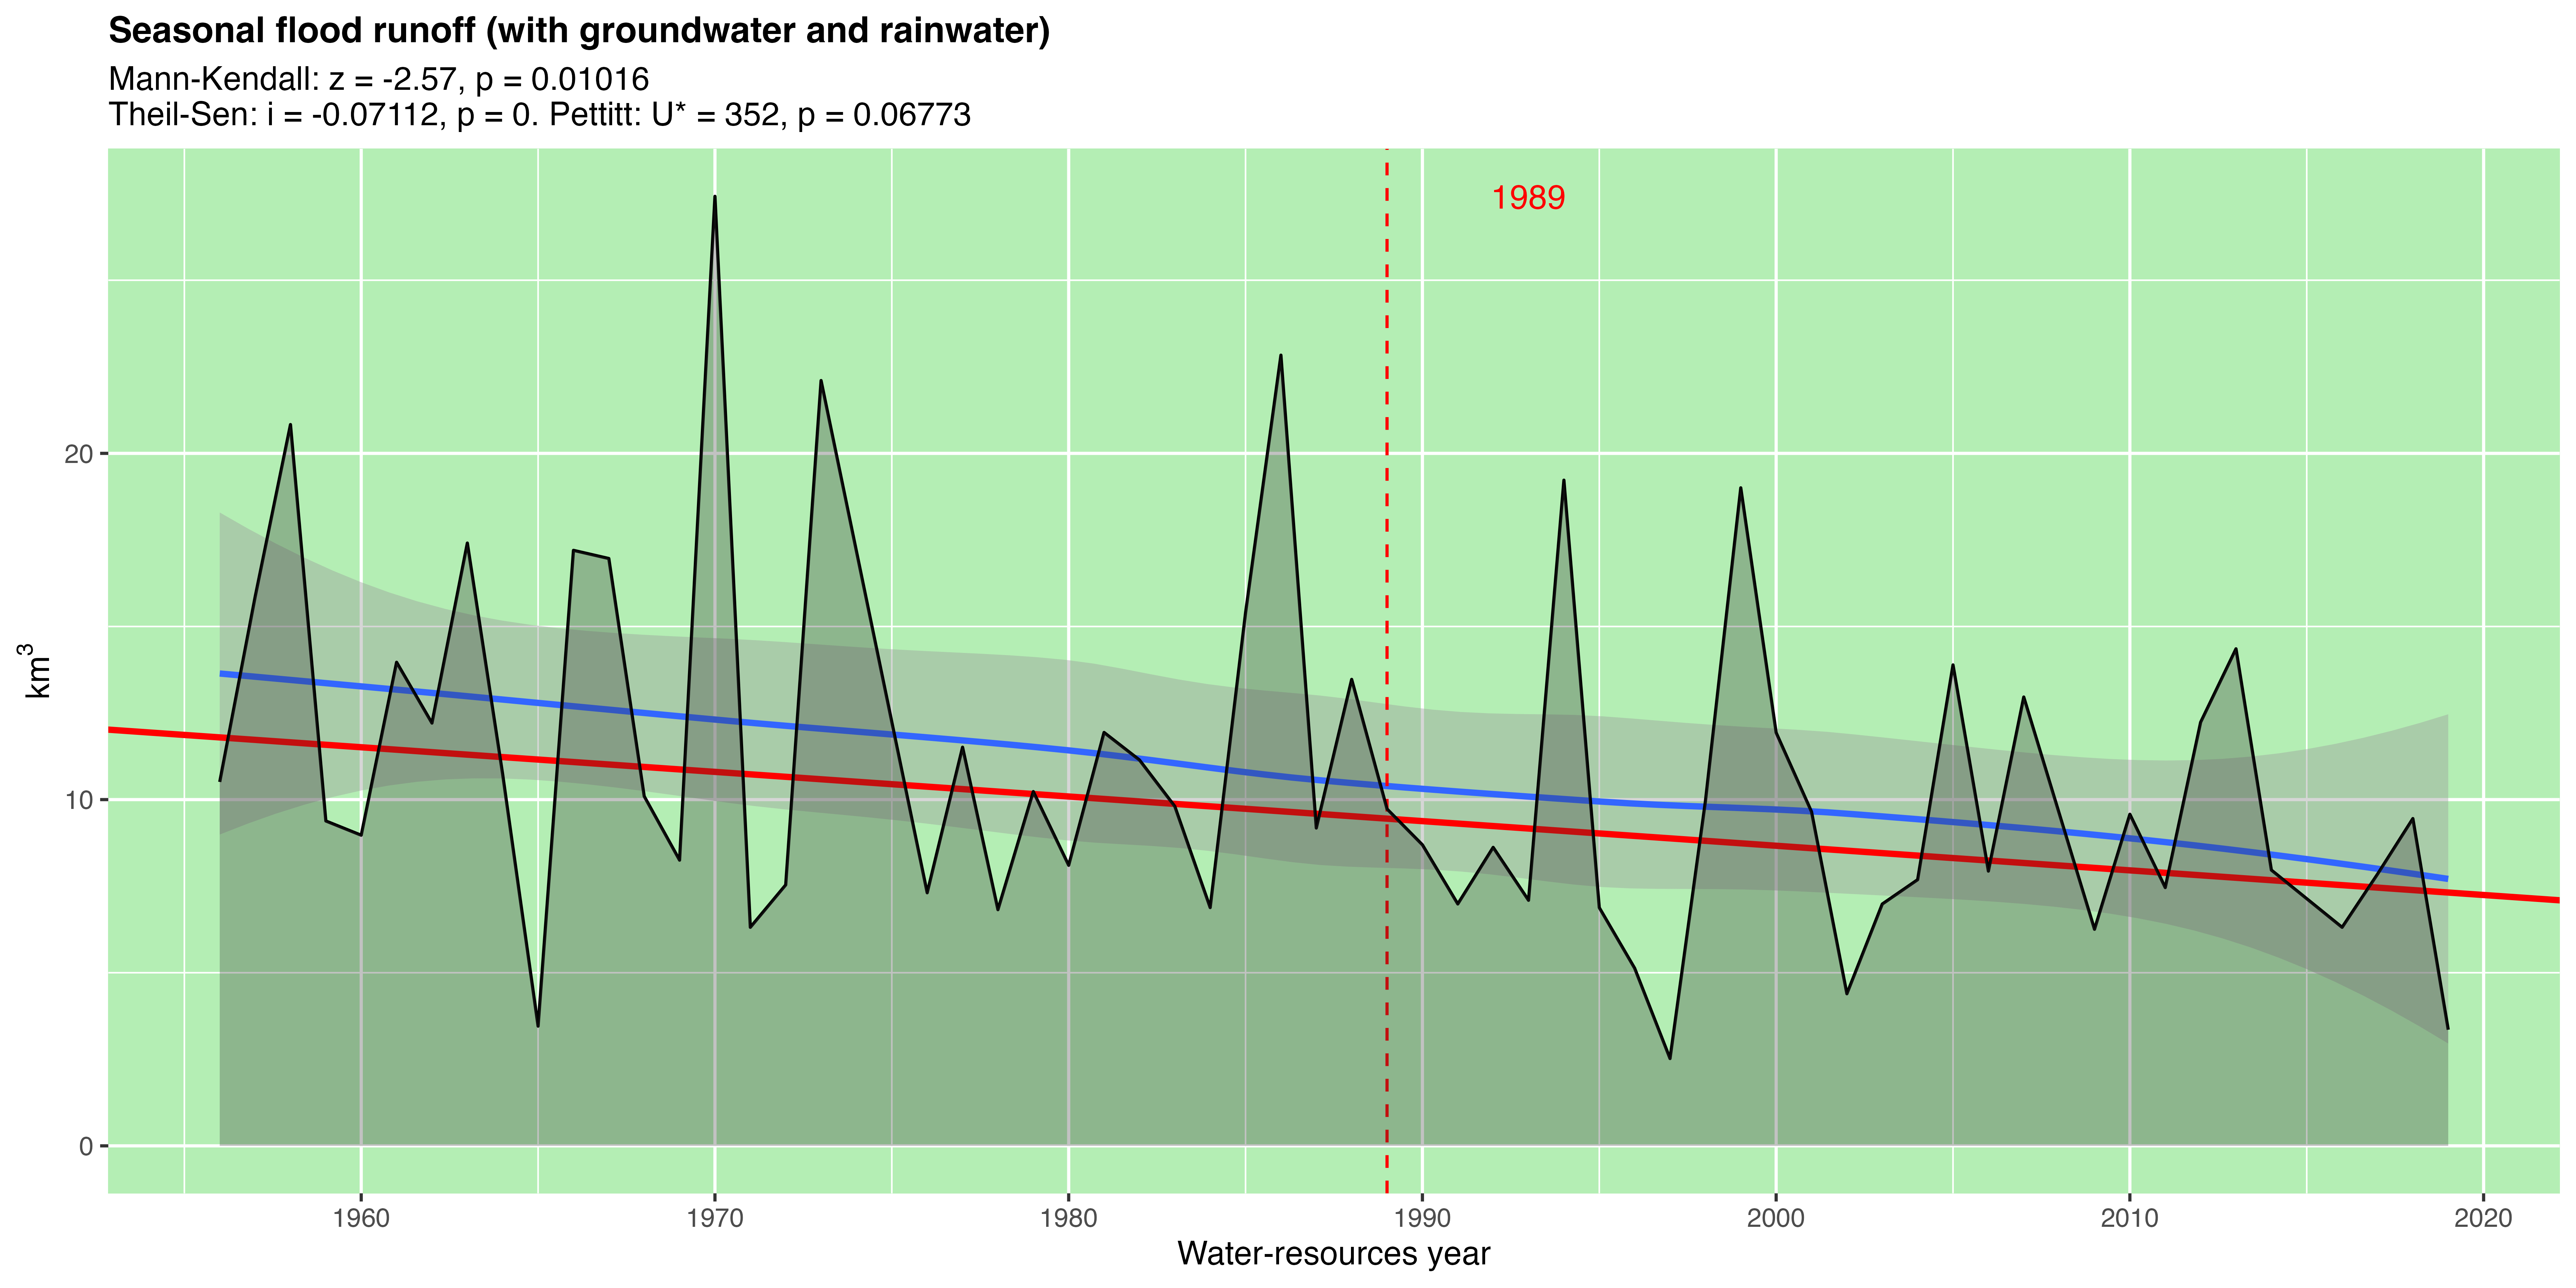 Seasonal flood runoff (with groundwater and rainwater)
Mann-Kendall: z = -2.57, p = 0.01016
Theil-Sen: i = -0.07112, p = 0. Pettitt: U* = 352, p = 0.06773
1989
20
10
0
km³
1960 1970 1980 1990 2000 2010 2020
Water-resources year